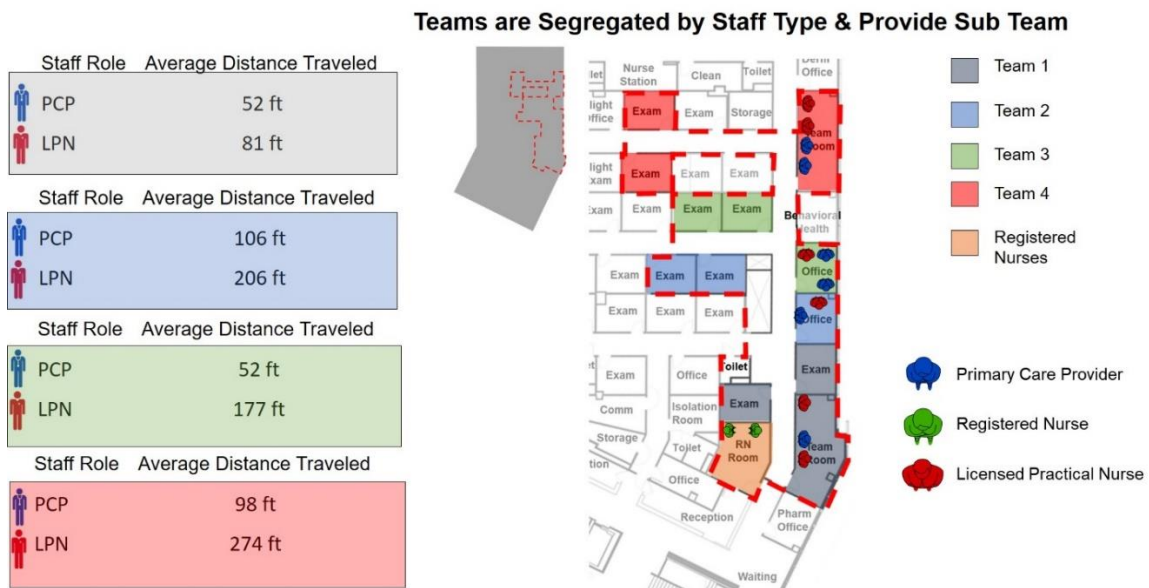 Teams are Segregated by Staff Type & Provide Sub Team
Staff Role Average Distance Traveled
PCP 52 ft
LPN 81 ft
Staff Role Average Distance Traveled
PCP 106 ft
LPN 206 ft
Staff Role Average Distance Traveled
PCP 52 ft
LPN 177 ft
Staff Role Average Distance Traveled
PCP 98 ft
LPN 274 ft
Nurse
Station
Clean
Toilet
Office
Exam
Exam
Storage
Office
Team
Room
Exam
Exam
Exam
Exam
Exam
Exam
Exam
Exam
Behavioral
Health
Office
Exam
Exam
Exam
Exam
Exam
Exam
Office
Toilet
Exam
Exam
Office
Exam
Comm
Isolation
Room
Storage
Toilet
RN
Room
Team
Room
Office
Reception
Pharm
Office
Waiting
Team 1
Team 2
Team 3
Team 4
Registered
Nurses
Primary Care Provider
Registered Nurse
Licensed Practical Nurse